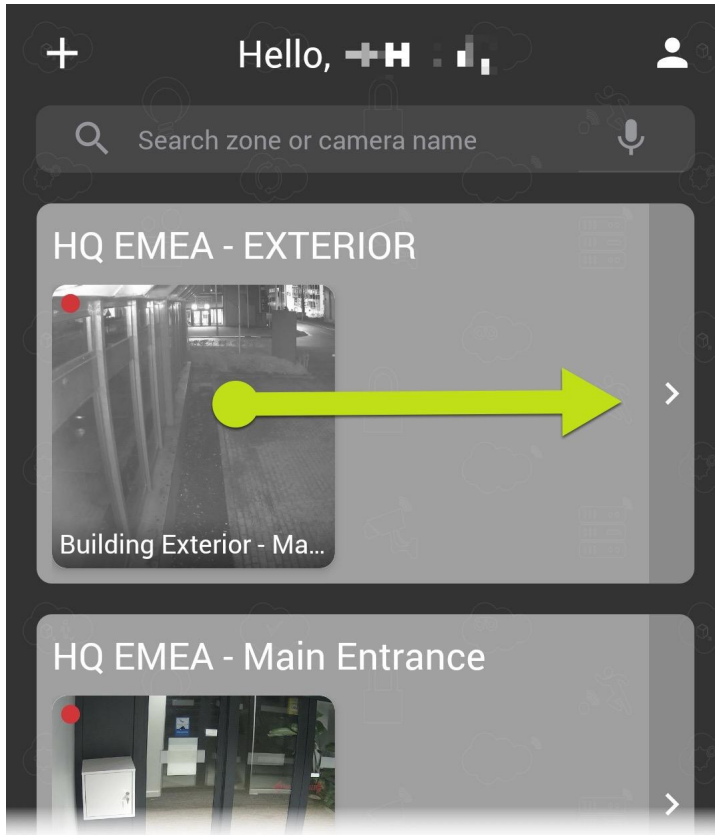 Hello,
Search zone or camera name
HQ EMEA - EXTERIOR
Building Exterior - Ma...
HQ EMEA - Main Entrance